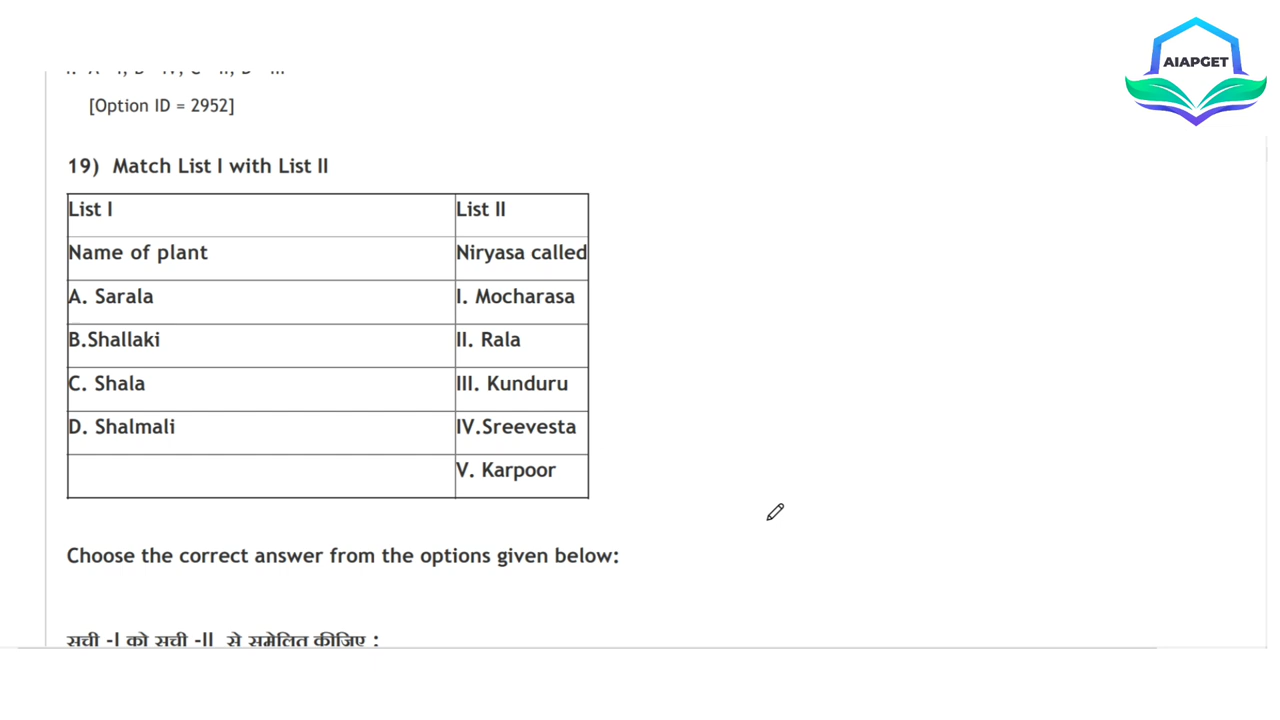 AIAPGET
[Option ID = 2952]
19) Match List I with List II
List I List II
Name of plant Niryasa called
A. Sarala I. Mocharasa
B.Shallaki II. Rala
C. Shala III. Kunduru
D. Shalmali IV.Sreevesta
V. Karpoor
Choose the correct answer from the options given below:
सूची -I को सूची -II से सुमेलित कीजिए :